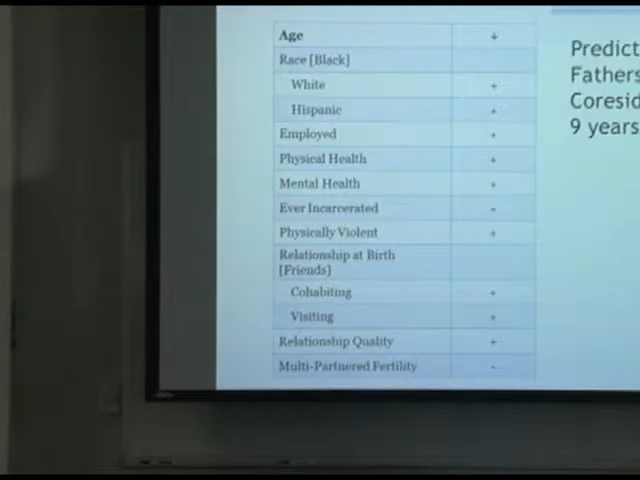 Age +
Race [Black]
White +
Hispanic +
Employed +
Physical Health +
Mental Health +
Ever Incarcerated -
Physically Violent +
Relationship at Birth
[Friends]
Cohabiting +
Visiting +
Relationship Quality +
Multi-Partnered Fertility -
Predict
Fathers
Coresid
9 years